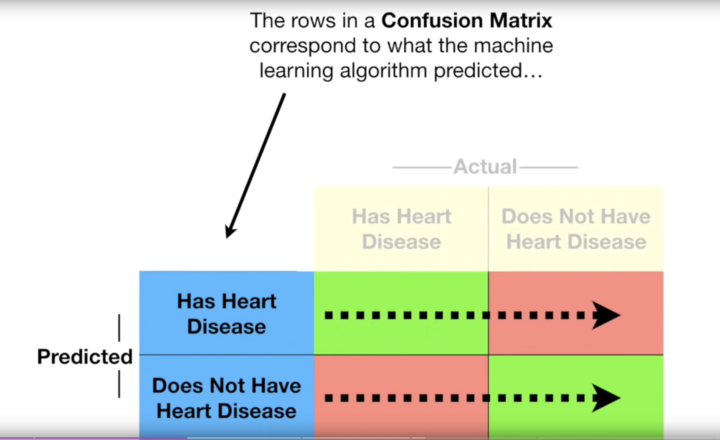 The rows in a Confusion Matrix
correspond to what the machine
learning algorithm predicted…
Actual
Has Heart
Disease
Does Not Have
Heart Disease
Has Heart
Disease
Predicted
Does Not Have
Heart Disease